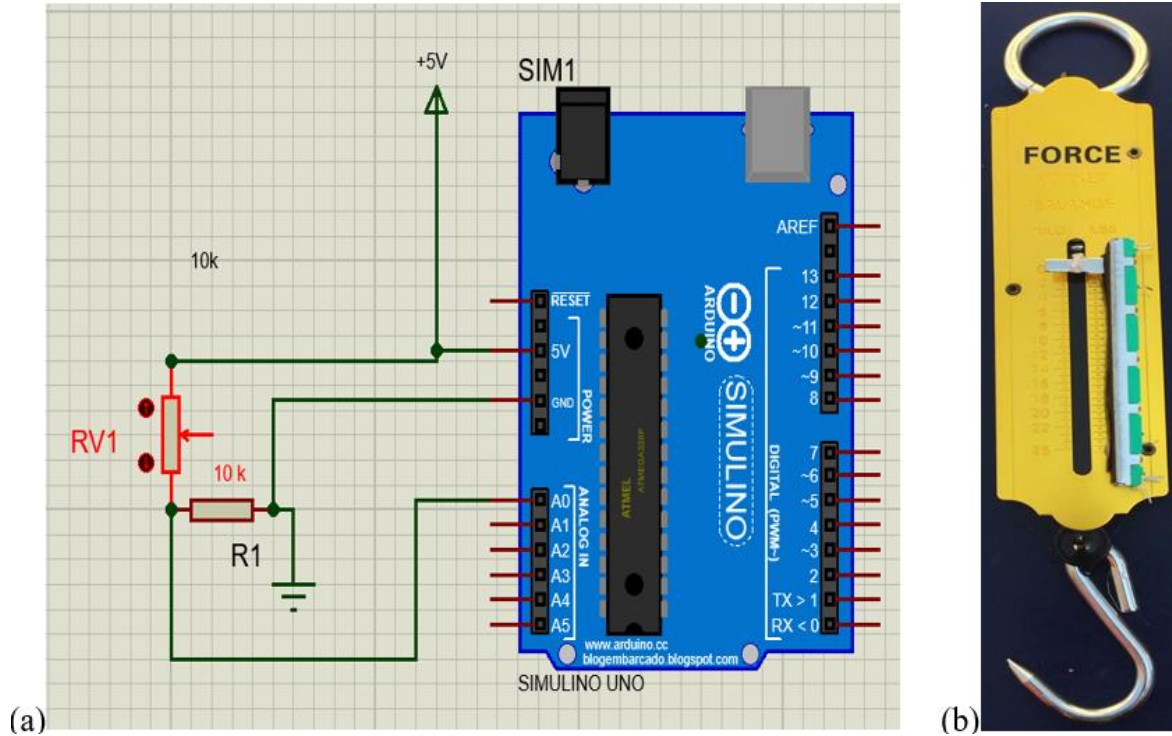 +5V
SIM1
10k
RV1
10 k
R1
RESET
5V
GND
POWER
A0
A1
A2
A3
A4
A5
ANALOG IN
AREF
13
12
~11
~10
~9
8
7
~6
~5
4
~3
2
TX > 1
RX < 0
DIGITAL (PWM~)
ARDUINO
SIMULINO
ATMEL
ATMEGA328P
www.arduino.cc
blogembarcado.blogspot.com
SIMULINO UNO
(a)
FORCE
(b)